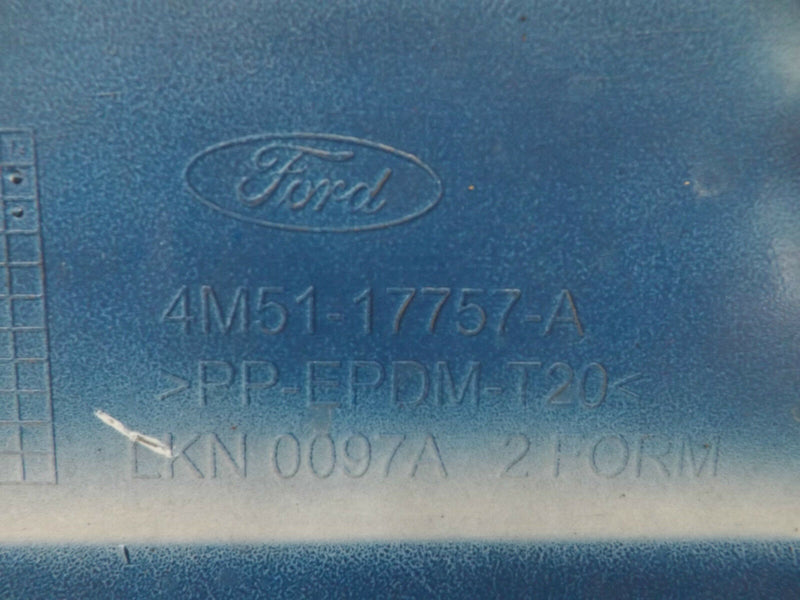 Ford
4M51-17757-A
>PP-EPDM-T20<
LKN 0097A 2 FORM